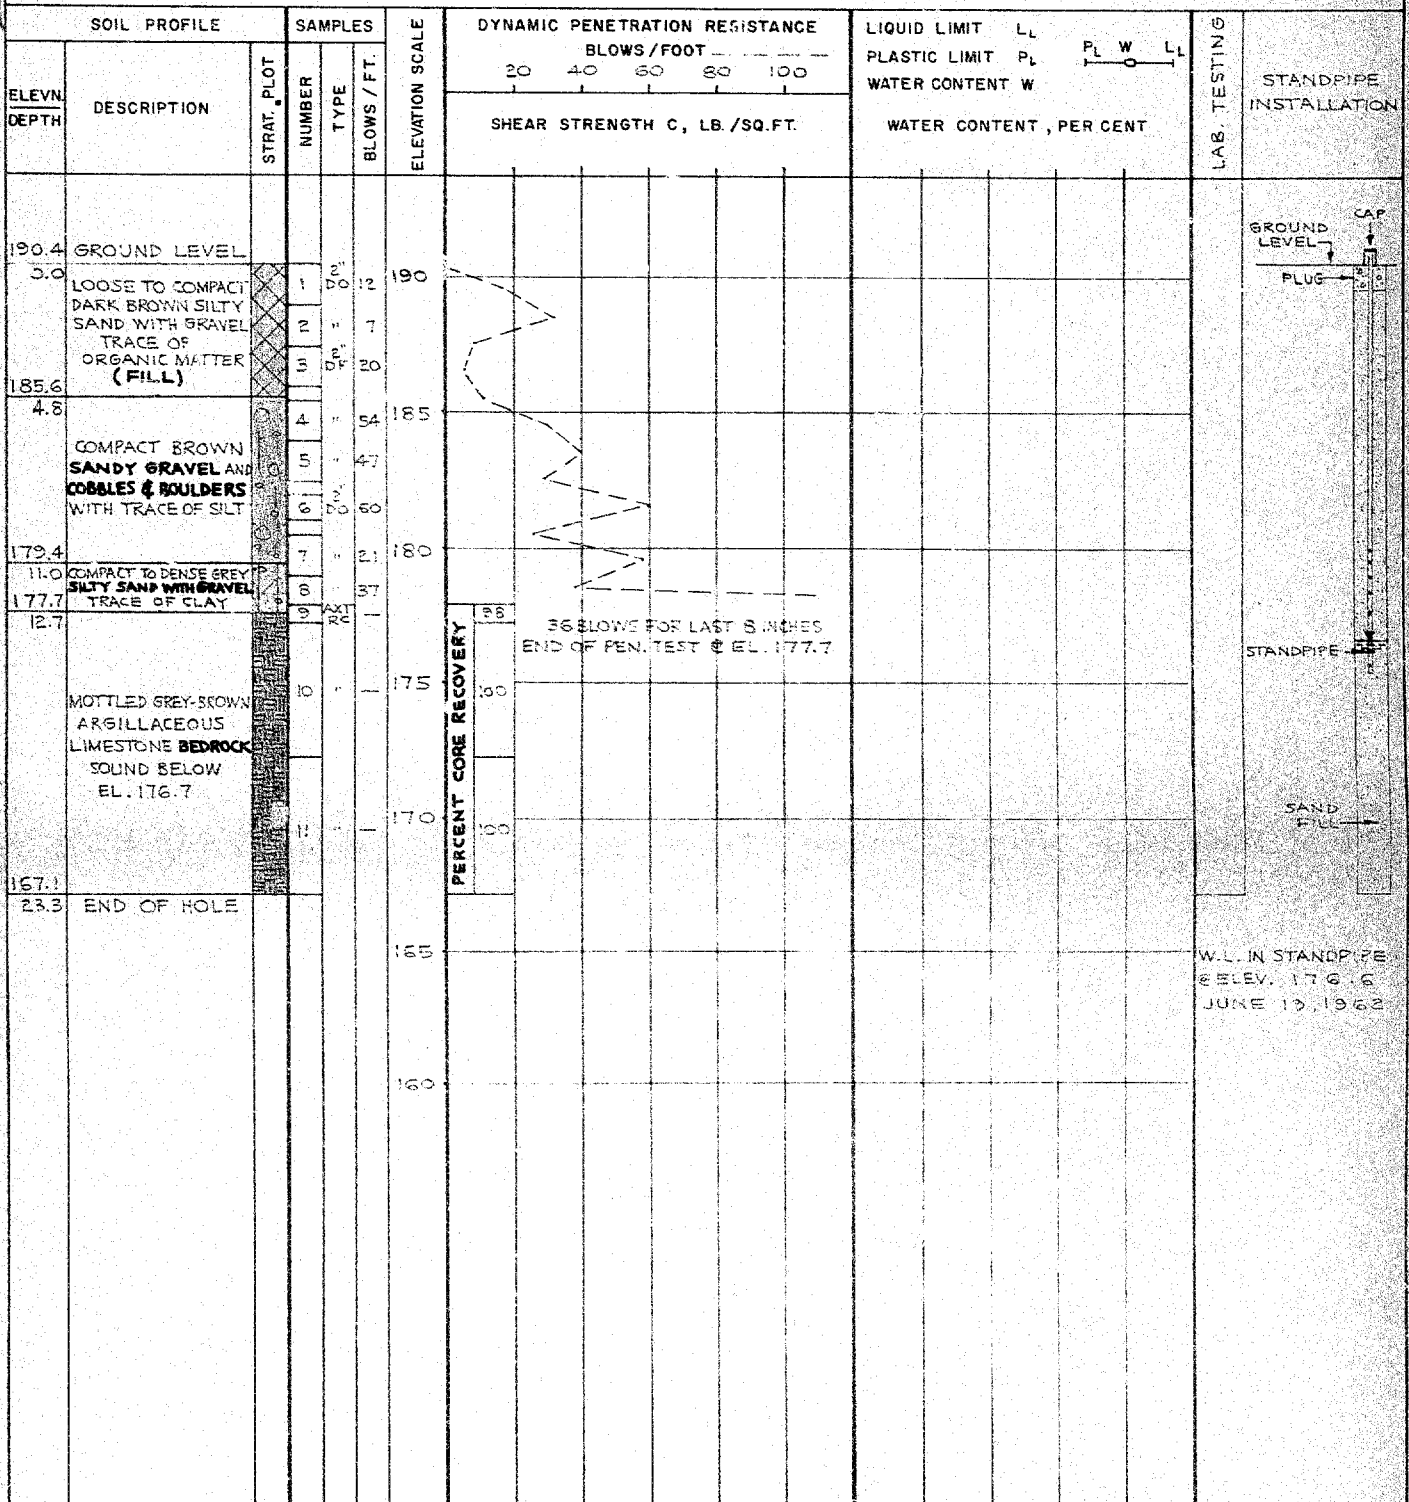 SOIL PROFILE
SAMPLES
ELEVN.
DEPTH
DESCRIPTION
STRAT. PLOT
NUMBER
TYPE
BLOWS / FT.
ELEVATION SCALE
DYNAMIC PENETRATION RESISTANCE
BLOWS / FOOT
20 40 60 80 100
SHEAR STRENGTH C, LB./SQ.FT.
LIQUID LIMIT LL
PLASTIC LIMIT PL
WATER CONTENT W
PL W LL
WATER CONTENT, PER CENT
LAB. TESTING
STANDPIPE
INSTALLATION
190.4 GROUND LEVEL
0.0
LOOSE TO COMPACT
DARK BROWN SILTY
SAND WITH GRAVEL
TRACE OF
ORGANIC MATTER
(FILL)
185.6
4.8
COMPACT BROWN
SANDY GRAVEL AND
COBBLES & BOULDERS
WITH TRACE OF SILT
179.4
11.0
COMPACT TO DENSE GREY
SILTY SAND WITH GRAVEL
TRACE OF CLAY
177.7
12.7
MOTTLED GREY-BROWN
ARGILLACEOUS
LIMESTONE BEDROCK
SOUND BELOW
EL. 176.7
167.1
23.3 END OF HOLE
1 2" DO 12
2 " 7
3 2" DF 20
4 " 54
5 " 47
6 2" DO 60
7 " 21
8 " 37
9 AXT RC —
10 " —
11 " —
190
185
180
175
170
165
160
PERCENT CORE RECOVERY
98
100
100
36 BLOWS FOR LAST 8 INCHES
END OF PEN. TEST @ EL. 177.7
CAP
GROUND
LEVEL
PLUG
STANDPIPE
SAND
FILL
W.L. IN STANDPIPE
@ ELEV. 176.6
JUNE 13, 1962